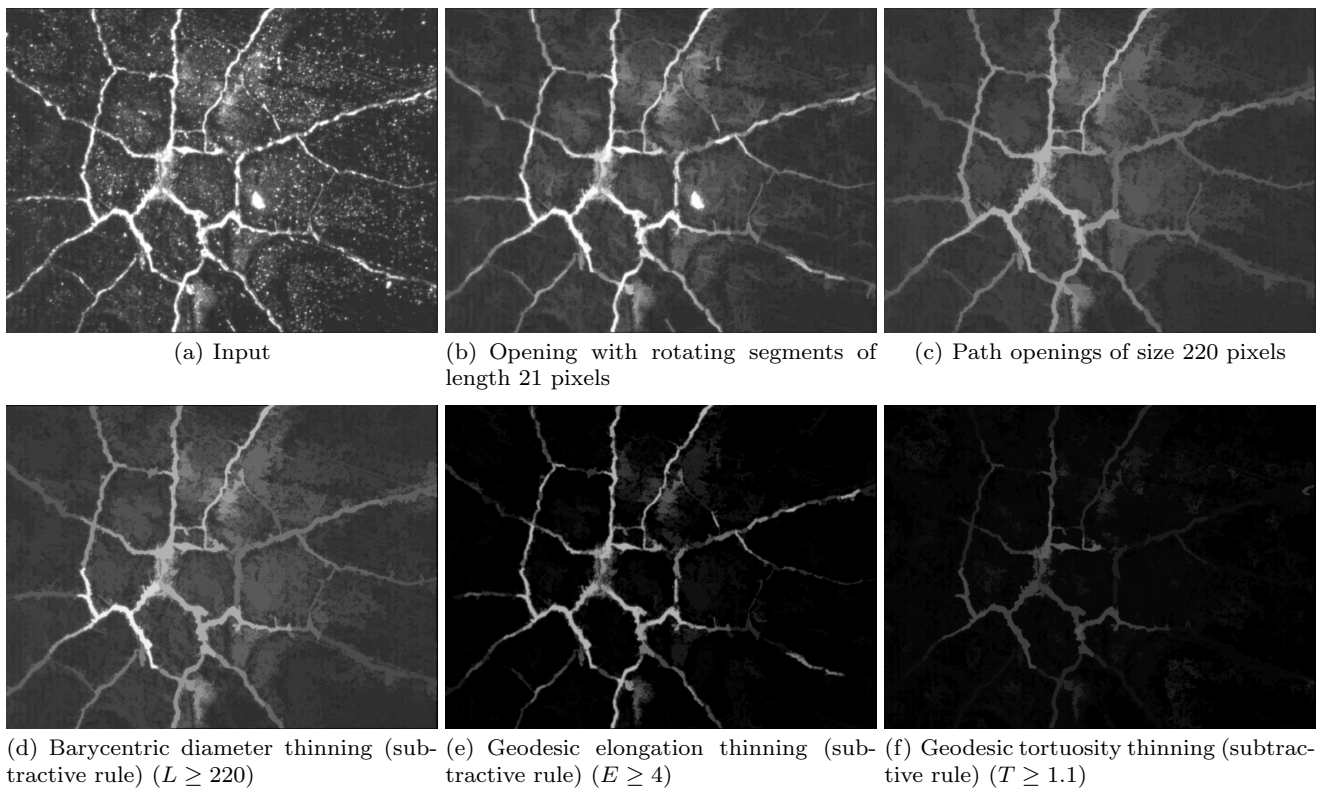 (a) Input
(b) Opening with rotating segments of
length 21 pixels
(c) Path openings of size 220 pixels
(d) Barycentric diameter thinning (sub-
tractive rule) (L ≥ 220)
(e) Geodesic elongation thinning (sub-
tractive rule) (E ≥ 4)
(f) Geodesic tortuosity thinning (subtrac-
tive rule) (T ≥ 1.1)